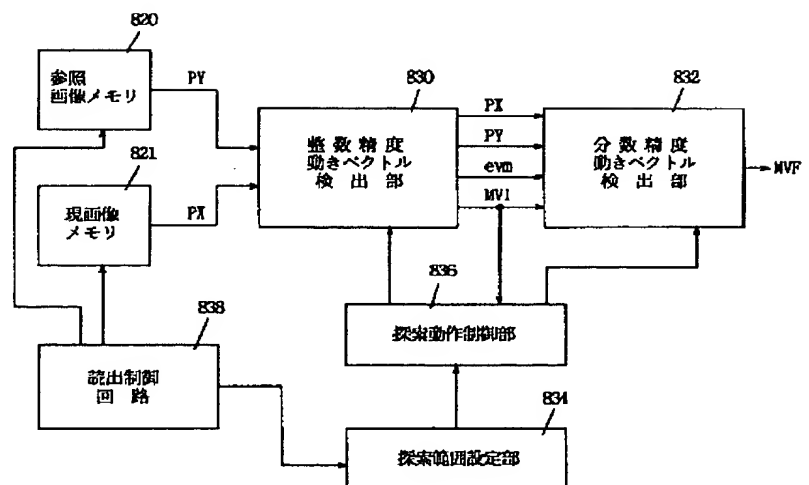 820
参照
画像メモリ
PY
821
現画像
メモリ
PX
830
整数精度
動きベクトル
検出部
PX
PY
evm
MVI
832
分数精度
動きベクトル
検出部
MVF
836
探索動作制御部
838
読出制御
回路
834
探索範囲設定部